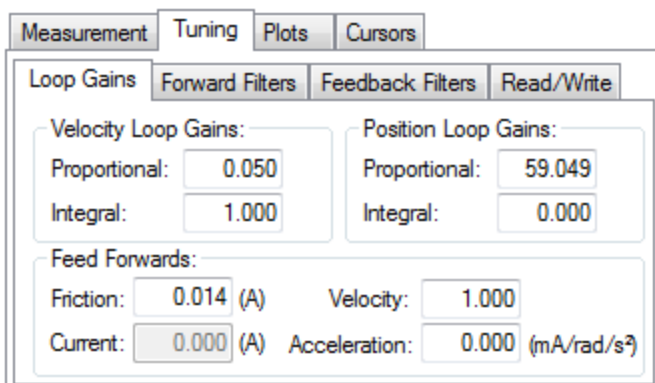 Measurement Tuning Plots Cursors
Loop Gains Forward Filters Feedback Filters Read/Write
Velocity Loop Gains: Position Loop Gains:
Proportional: 0.050 Proportional: 59.049
Integral: 1.000 Integral: 0.000
Feed Forwards:
Friction: 0.014 (A) Velocity: 1.000
Current: 0.000 (A) Acceleration: 0.000 (mA/rad/s²)